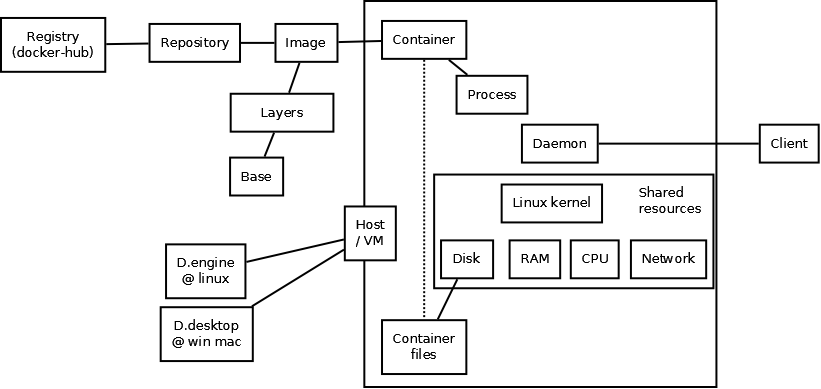 Registry
(docker-hub)
Repository
Image
Container
Process
Layers
Base
Daemon
Client
Linux kernel
Shared
resources
Host
/ VM
D.engine
@ linux
Disk
RAM
CPU
Network
D.desktop
@ win mac
Container
files